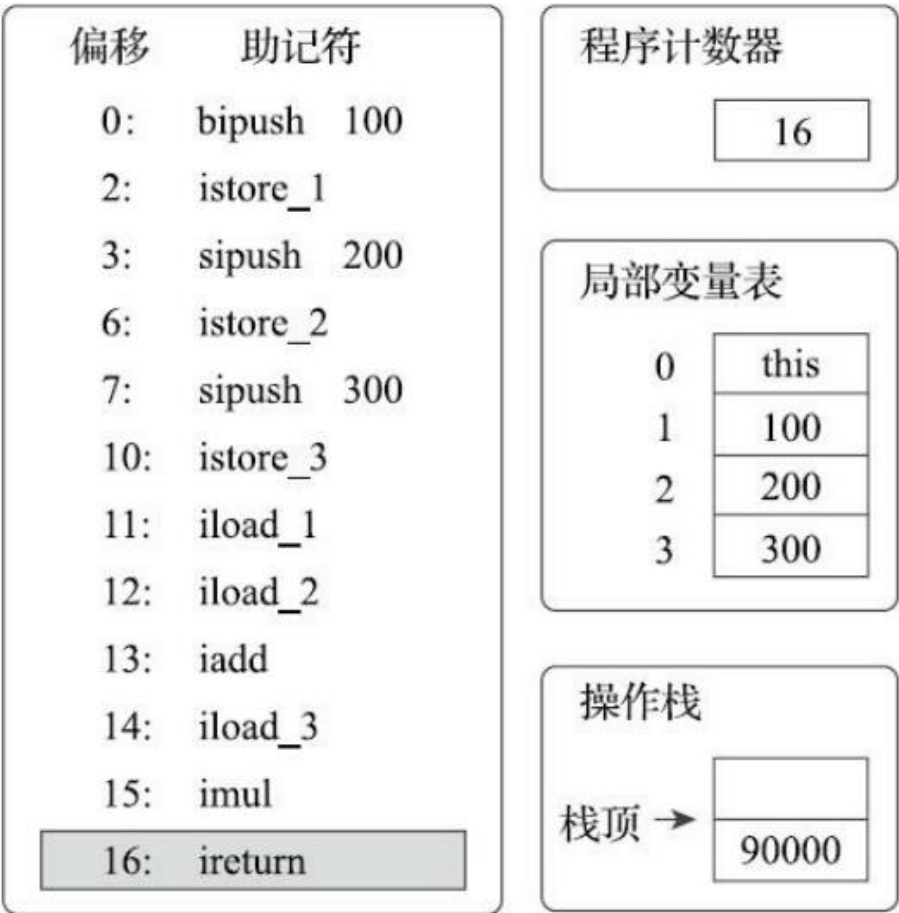 偏移 助记符
0: bipush 100
2: istore_1
3: sipush 200
6: istore_2
7: sipush 300
10: istore_3
11: iload_1
12: iload_2
13: iadd
14: iload_3
15: imul
16: ireturn
程序计数器
16
局部变量表
0 this
1 100
2 200
3 300
操作栈
栈顶
90000